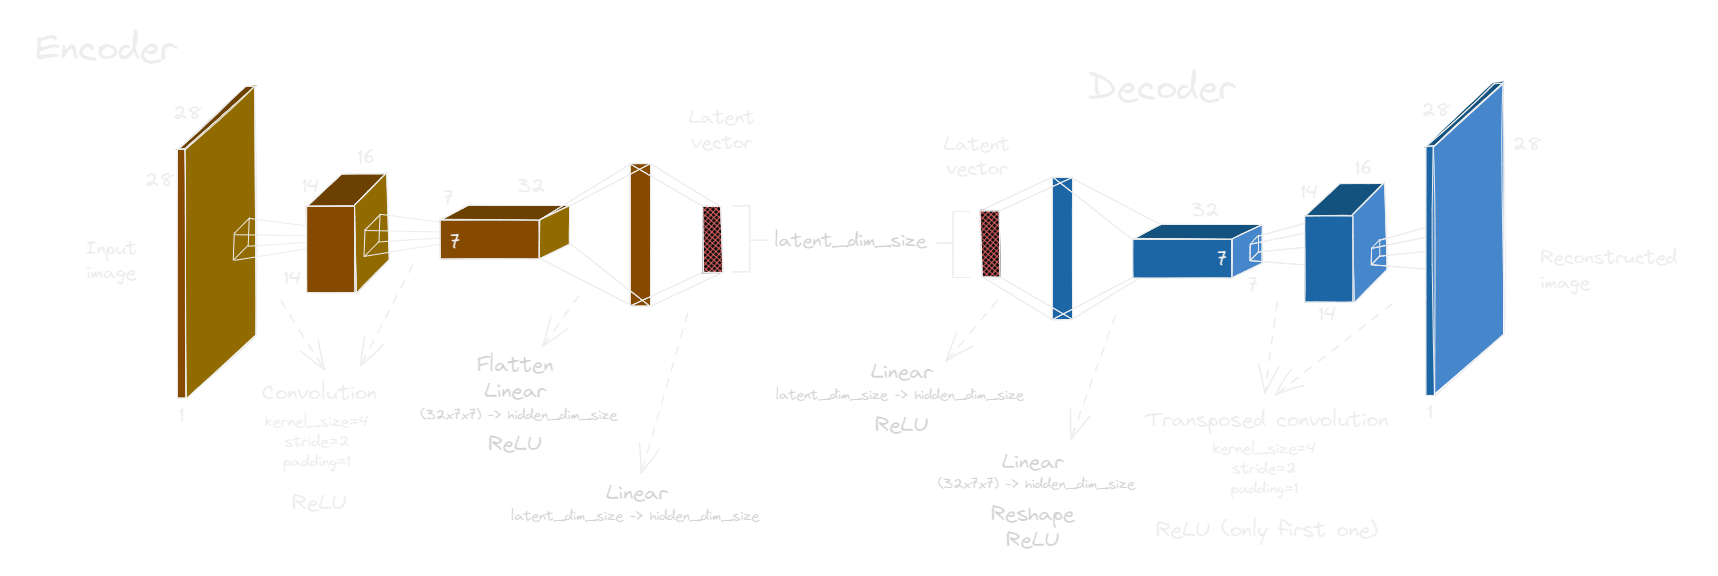 Encoder
28
28
1
Input
image
14
16
14
7
32
7
Latent
vector
latent_dim_size
Convolution
kernel_size=4
stride=2
padding=1
ReLU
Flatten
Linear
(32x7x7) -> hidden_dim_size
ReLU
Linear
latent_dim_size -> hidden_dim_size
Decoder
Latent
vector
32
7
7
16
14
14
28
28
1
Reconstructed
image
Linear
latent_dim_size -> hidden_dim_size
ReLU
Linear
(32x7x7) -> hidden_dim_size
Reshape
ReLU
Transposed convolution
kernel_size=4
stride=2
padding=1
ReLU (only first one)